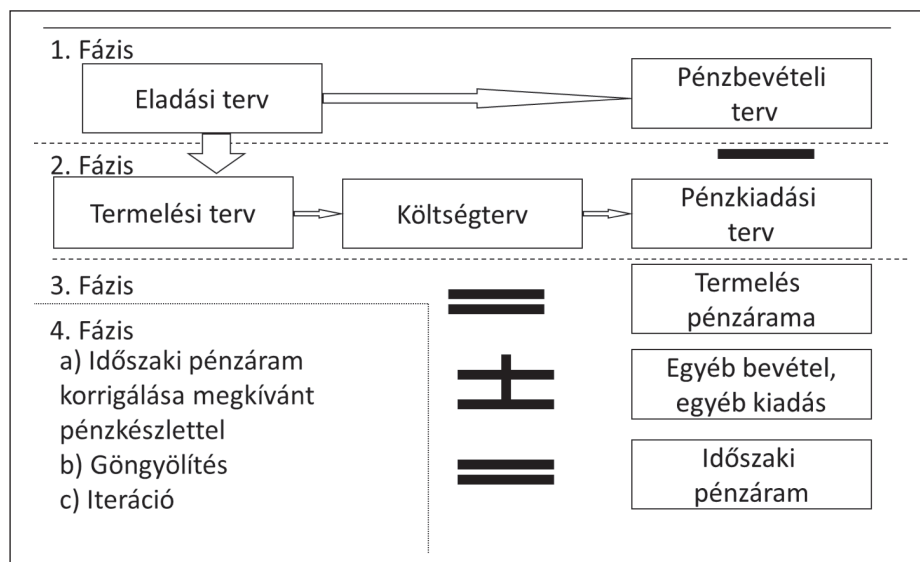 1. Fázis
Eladási terv
Pénzbevételi
terv
2. Fázis
Termelési terv
Költségterv
Pénzkiadási
terv
3. Fázis
Termelés
pénzárama
4. Fázis
a) Időszaki pénzáram
korrigálása megkívánt
pénzkészlettel
b) Göngyölítés
c) Iteráció
Egyéb bevétel,
egyéb kiadás
Időszaki
pénzáram